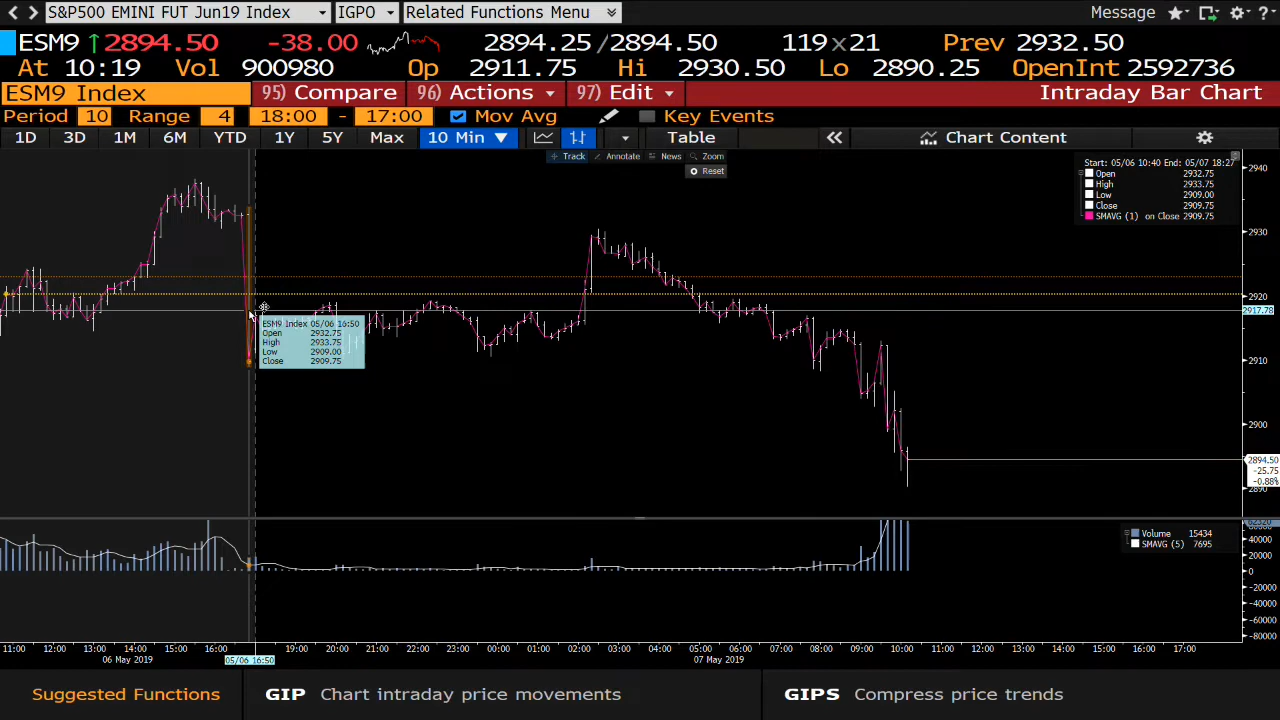 S&P500 EMINI FUT Jun19 Index IGPO Related Functions Menu Message
ESM9 ↑2894.50 -38.00 2894.25/2894.50 119x21 Prev 2932.50
At 10:19 Vol 900980 Op 2911.75 Hi 2930.50 Lo 2890.25 OpenInt 2592736
ESM9 Index 95) Compare 96) Actions 97) Edit Intraday Bar Chart
Period 10 Range 4 18:00 - 17:00 Mov Avg Key Events
1D 3D 1M 6M YTD 1Y 5Y Max 10 Min ▼ Table Chart Content
Track Annotate News Zoom
Reset
Start: 05/06 10:40 End: 05/07 18:27
Open 2932.75
High 2933.75
Low 2909.00
Close 2909.75
SMAVG (1) on Close 2909.75
2940
2930
2920
2917.78
2910
2900
2894.50
-25.75
-0.88%
2890
ESM9 Index 05/06 16:50
Open 2932.75
High 2933.75
Low 2909.00
Close 2909.75
Volume 15434
SMAVG (5) 7695
40000
20000
0
-20000
-40000
-60000
-80000
11:00 12:00 13:00 14:00 15:00 16:00 19:00 20:00 21:00 22:00 23:00 00:00 01:00 02:00 03:00 04:00 05:00 06:00 07:00 08:00 09:00 10:00 11:00 12:00 13:00 14:00 15:00 16:00 17:00
06 May 2019 05/06 16:50 07 May 2019
Suggested Functions GIP Chart intraday price movements GIPS Compress price trends